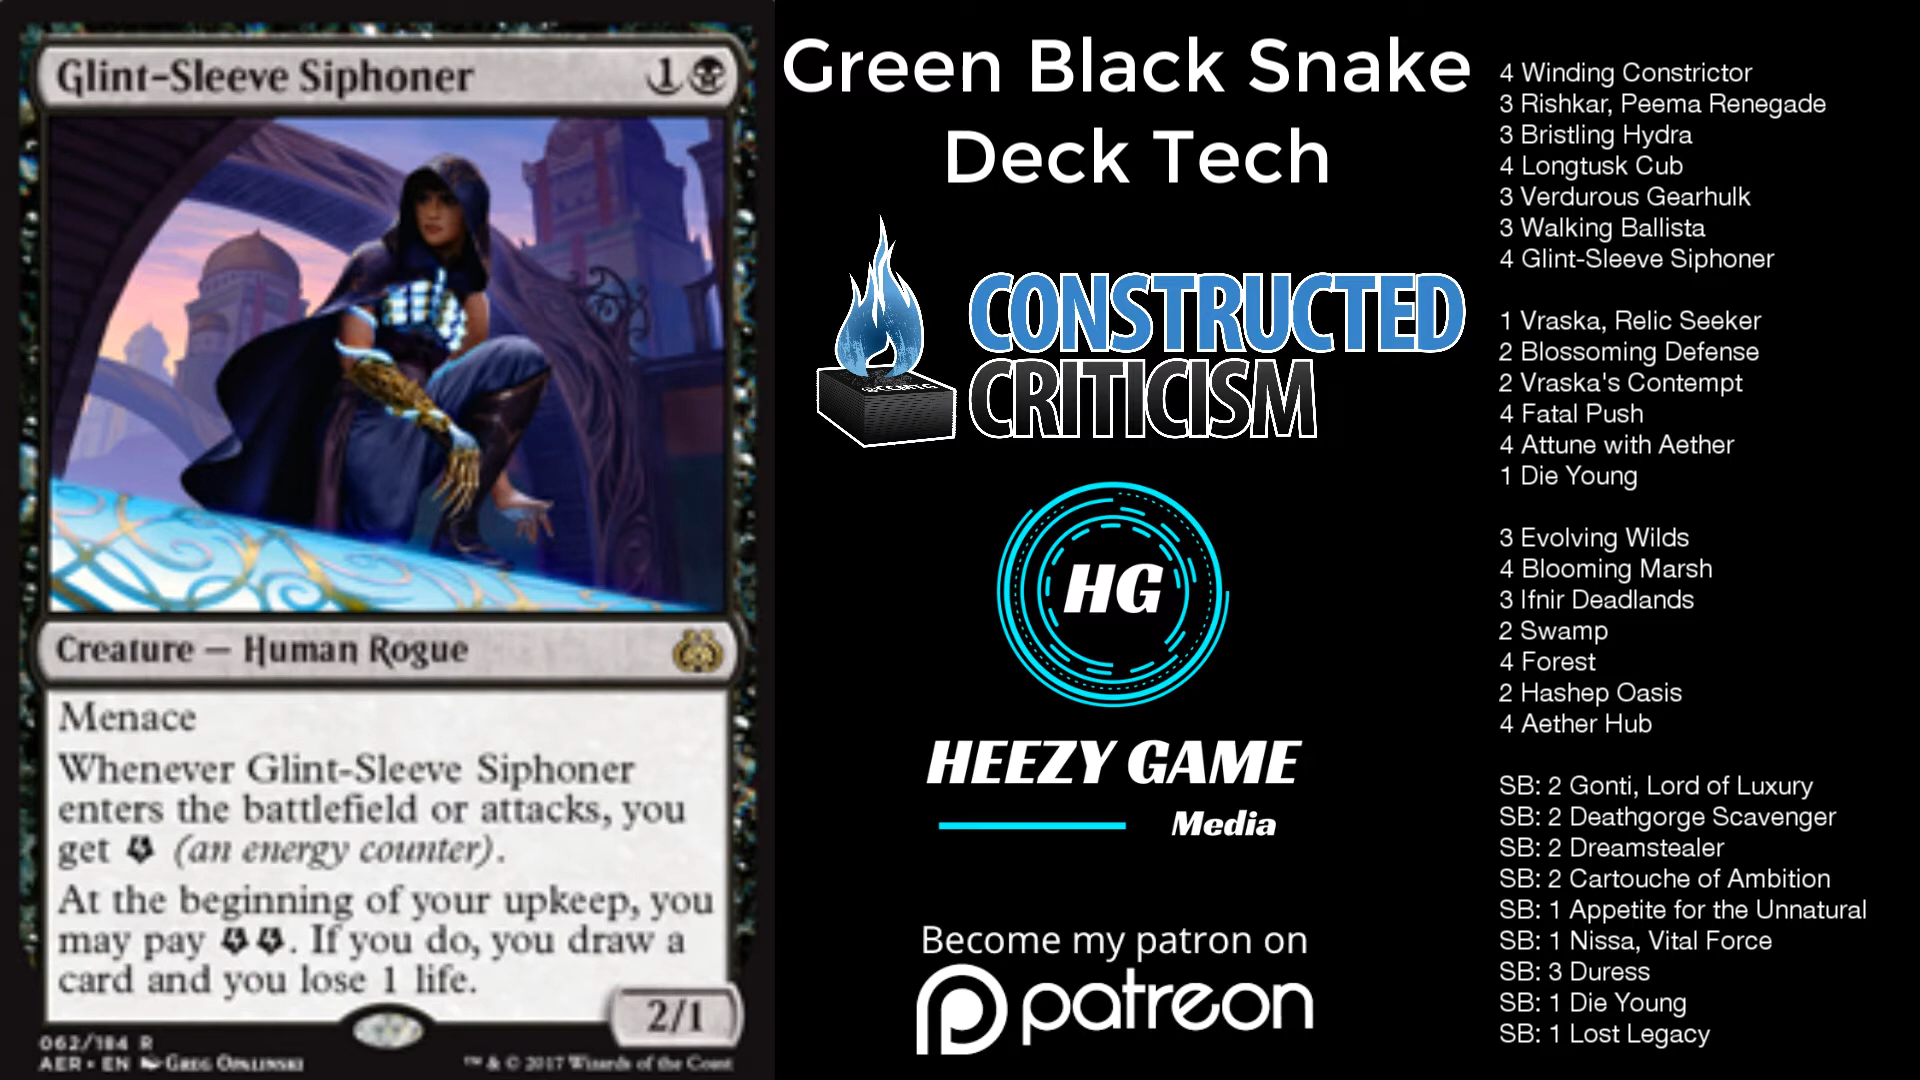 Glint-Sleeve Siphoner 1
Creature — Human Rogue
Menace
Whenever Glint-Sleeve Siphoner
enters the battlefield or attacks, you
get (an energy counter).
At the beginning of your upkeep, you
may pay . If you do, you draw a
card and you lose 1 life.
2/1
062/184 R
AER • EN Greg Opalinski
™ & © 2017 Wizards of the Coast
Green Black Snake
Deck Tech
@CCMTG
CONSTRUCTED
CRITICISM
HG
HEEZY GAME
Media
Become my patron on
patreon
4 Winding Constrictor
3 Rishkar, Peema Renegade
3 Bristling Hydra
4 Longtusk Cub
3 Verdurous Gearhulk
3 Walking Ballista
4 Glint-Sleeve Siphoner
1 Vraska, Relic Seeker
2 Blossoming Defense
2 Vraska's Contempt
4 Fatal Push
4 Attune with Aether
1 Die Young
3 Evolving Wilds
4 Blooming Marsh
3 Ifnir Deadlands
2 Swamp
4 Forest
2 Hashep Oasis
4 Aether Hub
SB: 2 Gonti, Lord of Luxury
SB: 2 Deathgorge Scavenger
SB: 2 Dreamstealer
SB: 2 Cartouche of Ambition
SB: 1 Appetite for the Unnatural
SB: 1 Nissa, Vital Force
SB: 3 Duress
SB: 1 Die Young
SB: 1 Lost Legacy